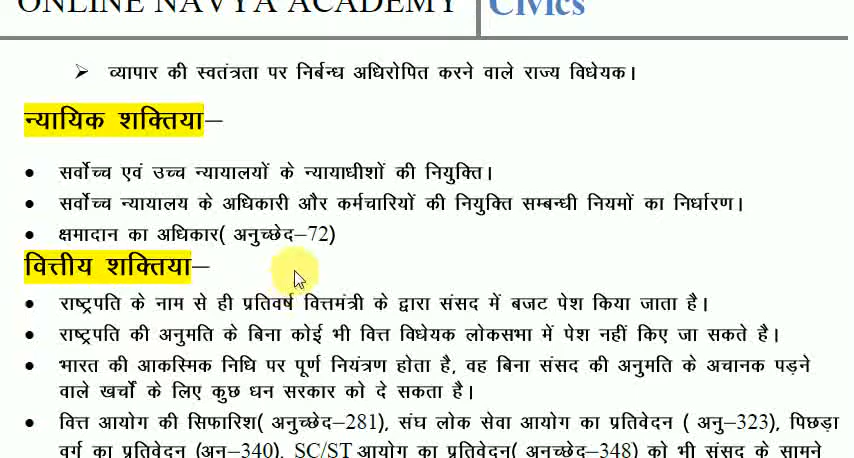 ONLINE NAVYA ACADEMY Civics
➢ व्यापार की स्वतंत्रता पर निर्बन्ध अधिरोपित करने वाले राज्य विधेयक।
न्यायिक शक्तिया–
• सर्वोच्च एवं उच्च न्यायालयों के न्यायाधीशों की नियुक्ति।
• सर्वोच्च न्यायालय के अधिकारी और कर्मचारियों की नियुक्ति सम्बन्धी नियमों का निर्धारण।
• क्षमादान का अधिकार( अनुच्छेद–72)
वित्तीय शक्तिया–
• राष्ट्रपति के नाम से ही प्रतिवर्ष वित्तमंत्री के द्वारा संसद में बजट पेश किया जाता है।
• राष्ट्रपति की अनुमति के बिना कोई भी वित्त विधेयक लोकसभा में पेश नहीं किए जा सकते है।
• भारत की आकस्मिक निधि पर पूर्ण नियंत्रण होता है, वह बिना संसद की अनुमति के अचानक पड़ने
वाले खर्चो के लिए कुछ धन सरकार को दे सकता है।
• वित्त आयोग की सिफारिश( अनुच्छेद–281), संघ लोक सेवा आयोग का प्रतिवेदन ( अनु–323), पिछड़ा
वर्ग का प्रतिवेदन (अनु–340), SC/ST आयोग का प्रतिवेदन( अनुच्छेद–348) को भी संसद के सामने